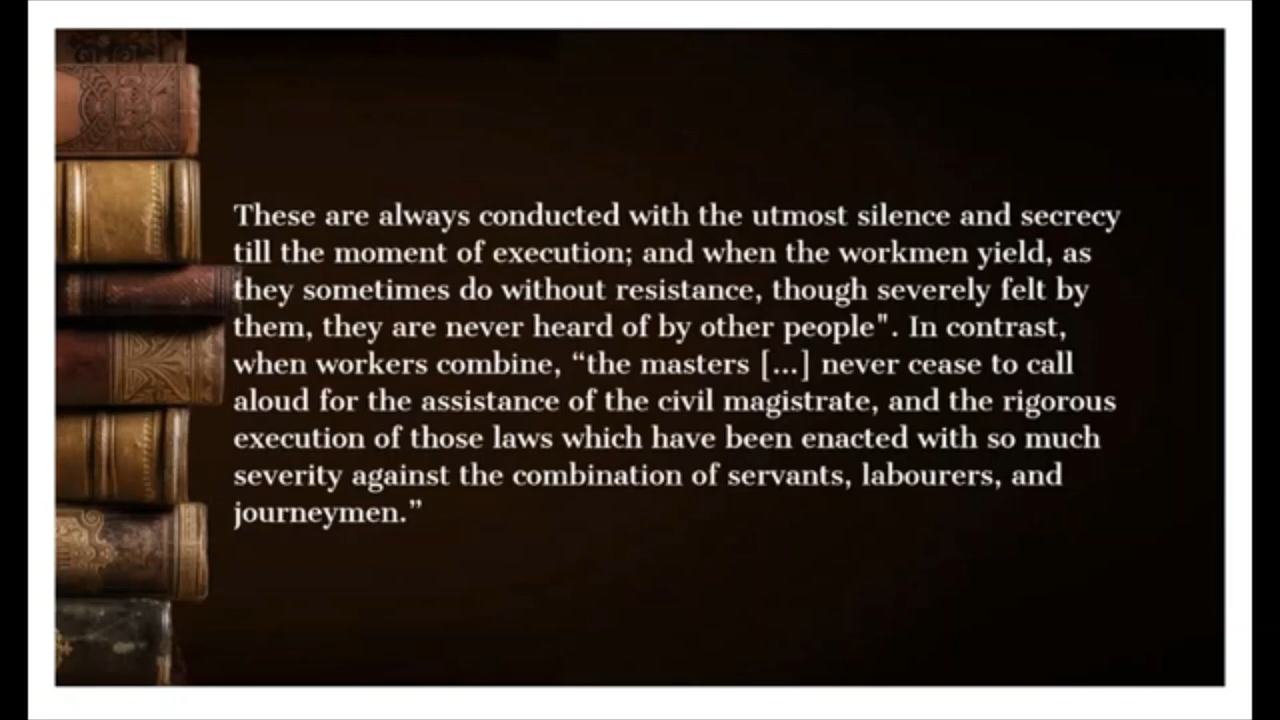 These are always conducted with the utmost silence and secrecy
till the moment of execution; and when the workmen yield, as
they sometimes do without resistance, though severely felt by
them, they are never heard of by other people". In contrast,
when workers combine, “the masters [...] never cease to call
aloud for the assistance of the civil magistrate, and the rigorous
execution of those laws which have been enacted with so much
severity against the combination of servants, labourers, and
journeymen.”